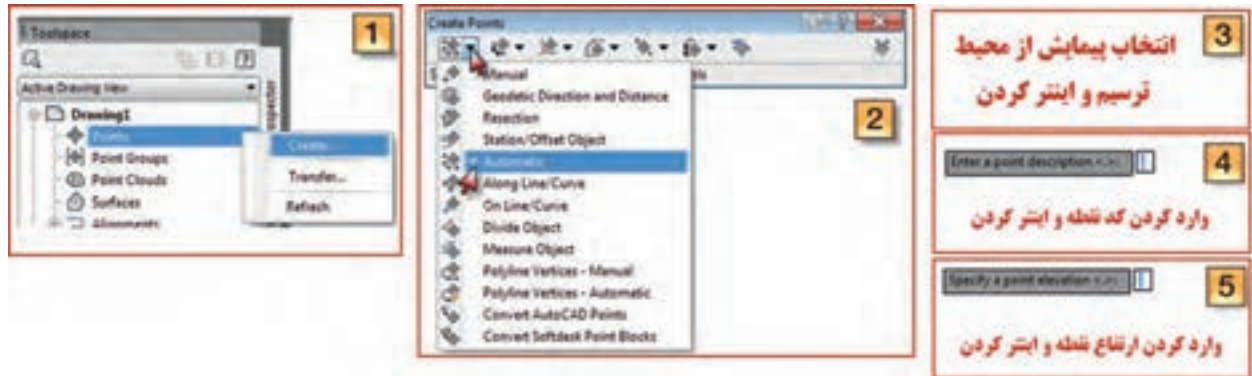 1
Toolspace
Active Drawing View
Drawing1
Points
Point Groups
Point Clouds
Surfaces
Alignments
Create...
Transfer...
Refresh
2
Create Points
Manual
Geodetic Direction and Distance
Resection
Station/Offset Object
Automatic
Along Line/Curve
On Line/Curve
Divide Object
Measure Object
Polyline Vertices - Manual
Polyline Vertices - Automatic
Convert AutoCAD Points
Convert Softdesk Point Blocks
3
انتخاب پیمایش از محیط
ترسیم و اینتر کردن
4
Enter a point description <.>:
وارد کردن کد نقطه و اینتر کردن
5
Specify a point elevation <.>:
وارد کردن ارتفاع نقطه و اینتر کردن